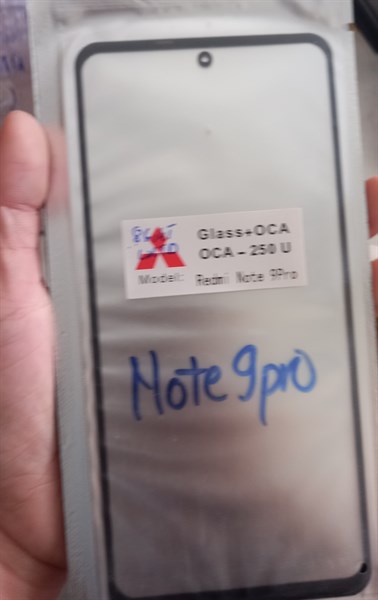 Glass+OCA
OCA – 250 U
Model: Redmi Note 9Pro
Note 9pro